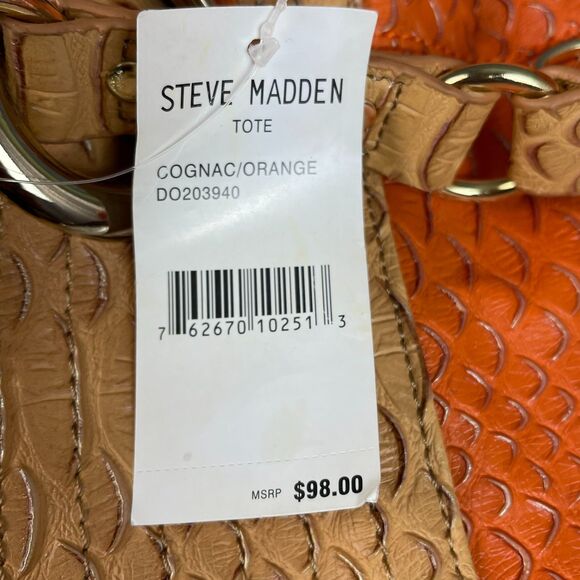 STEVE MADDEN
TOTE
COGNAC/ORANGE
DO203940
7 62670 10251 3
MSRP $98.00